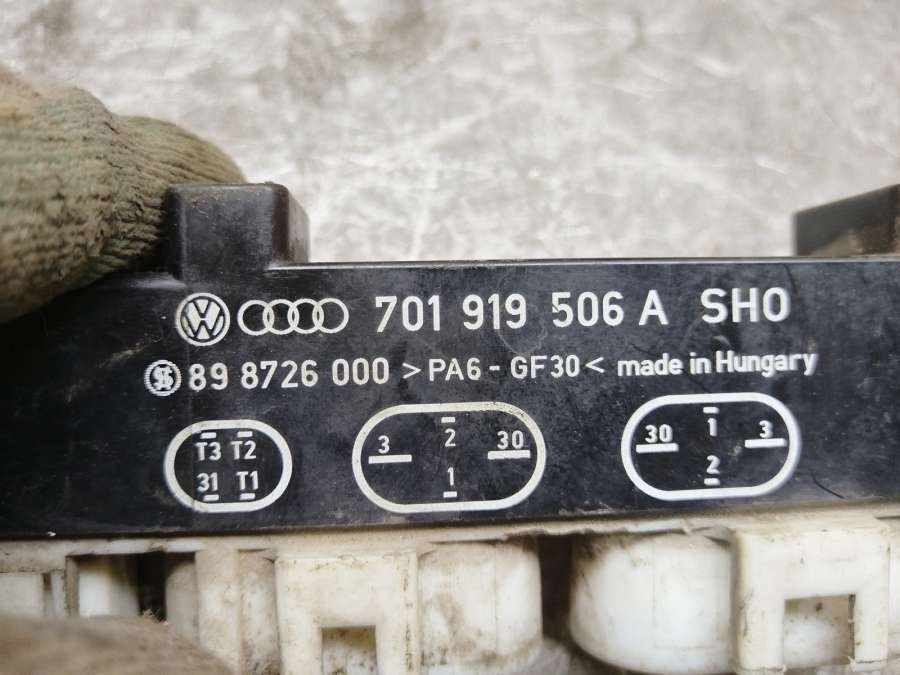 701 919 506 A SHO
89 8726 000 >PA6 - GF30< made in Hungary
T3 T2
31 T1
3 2 30
1
30 1 3
2